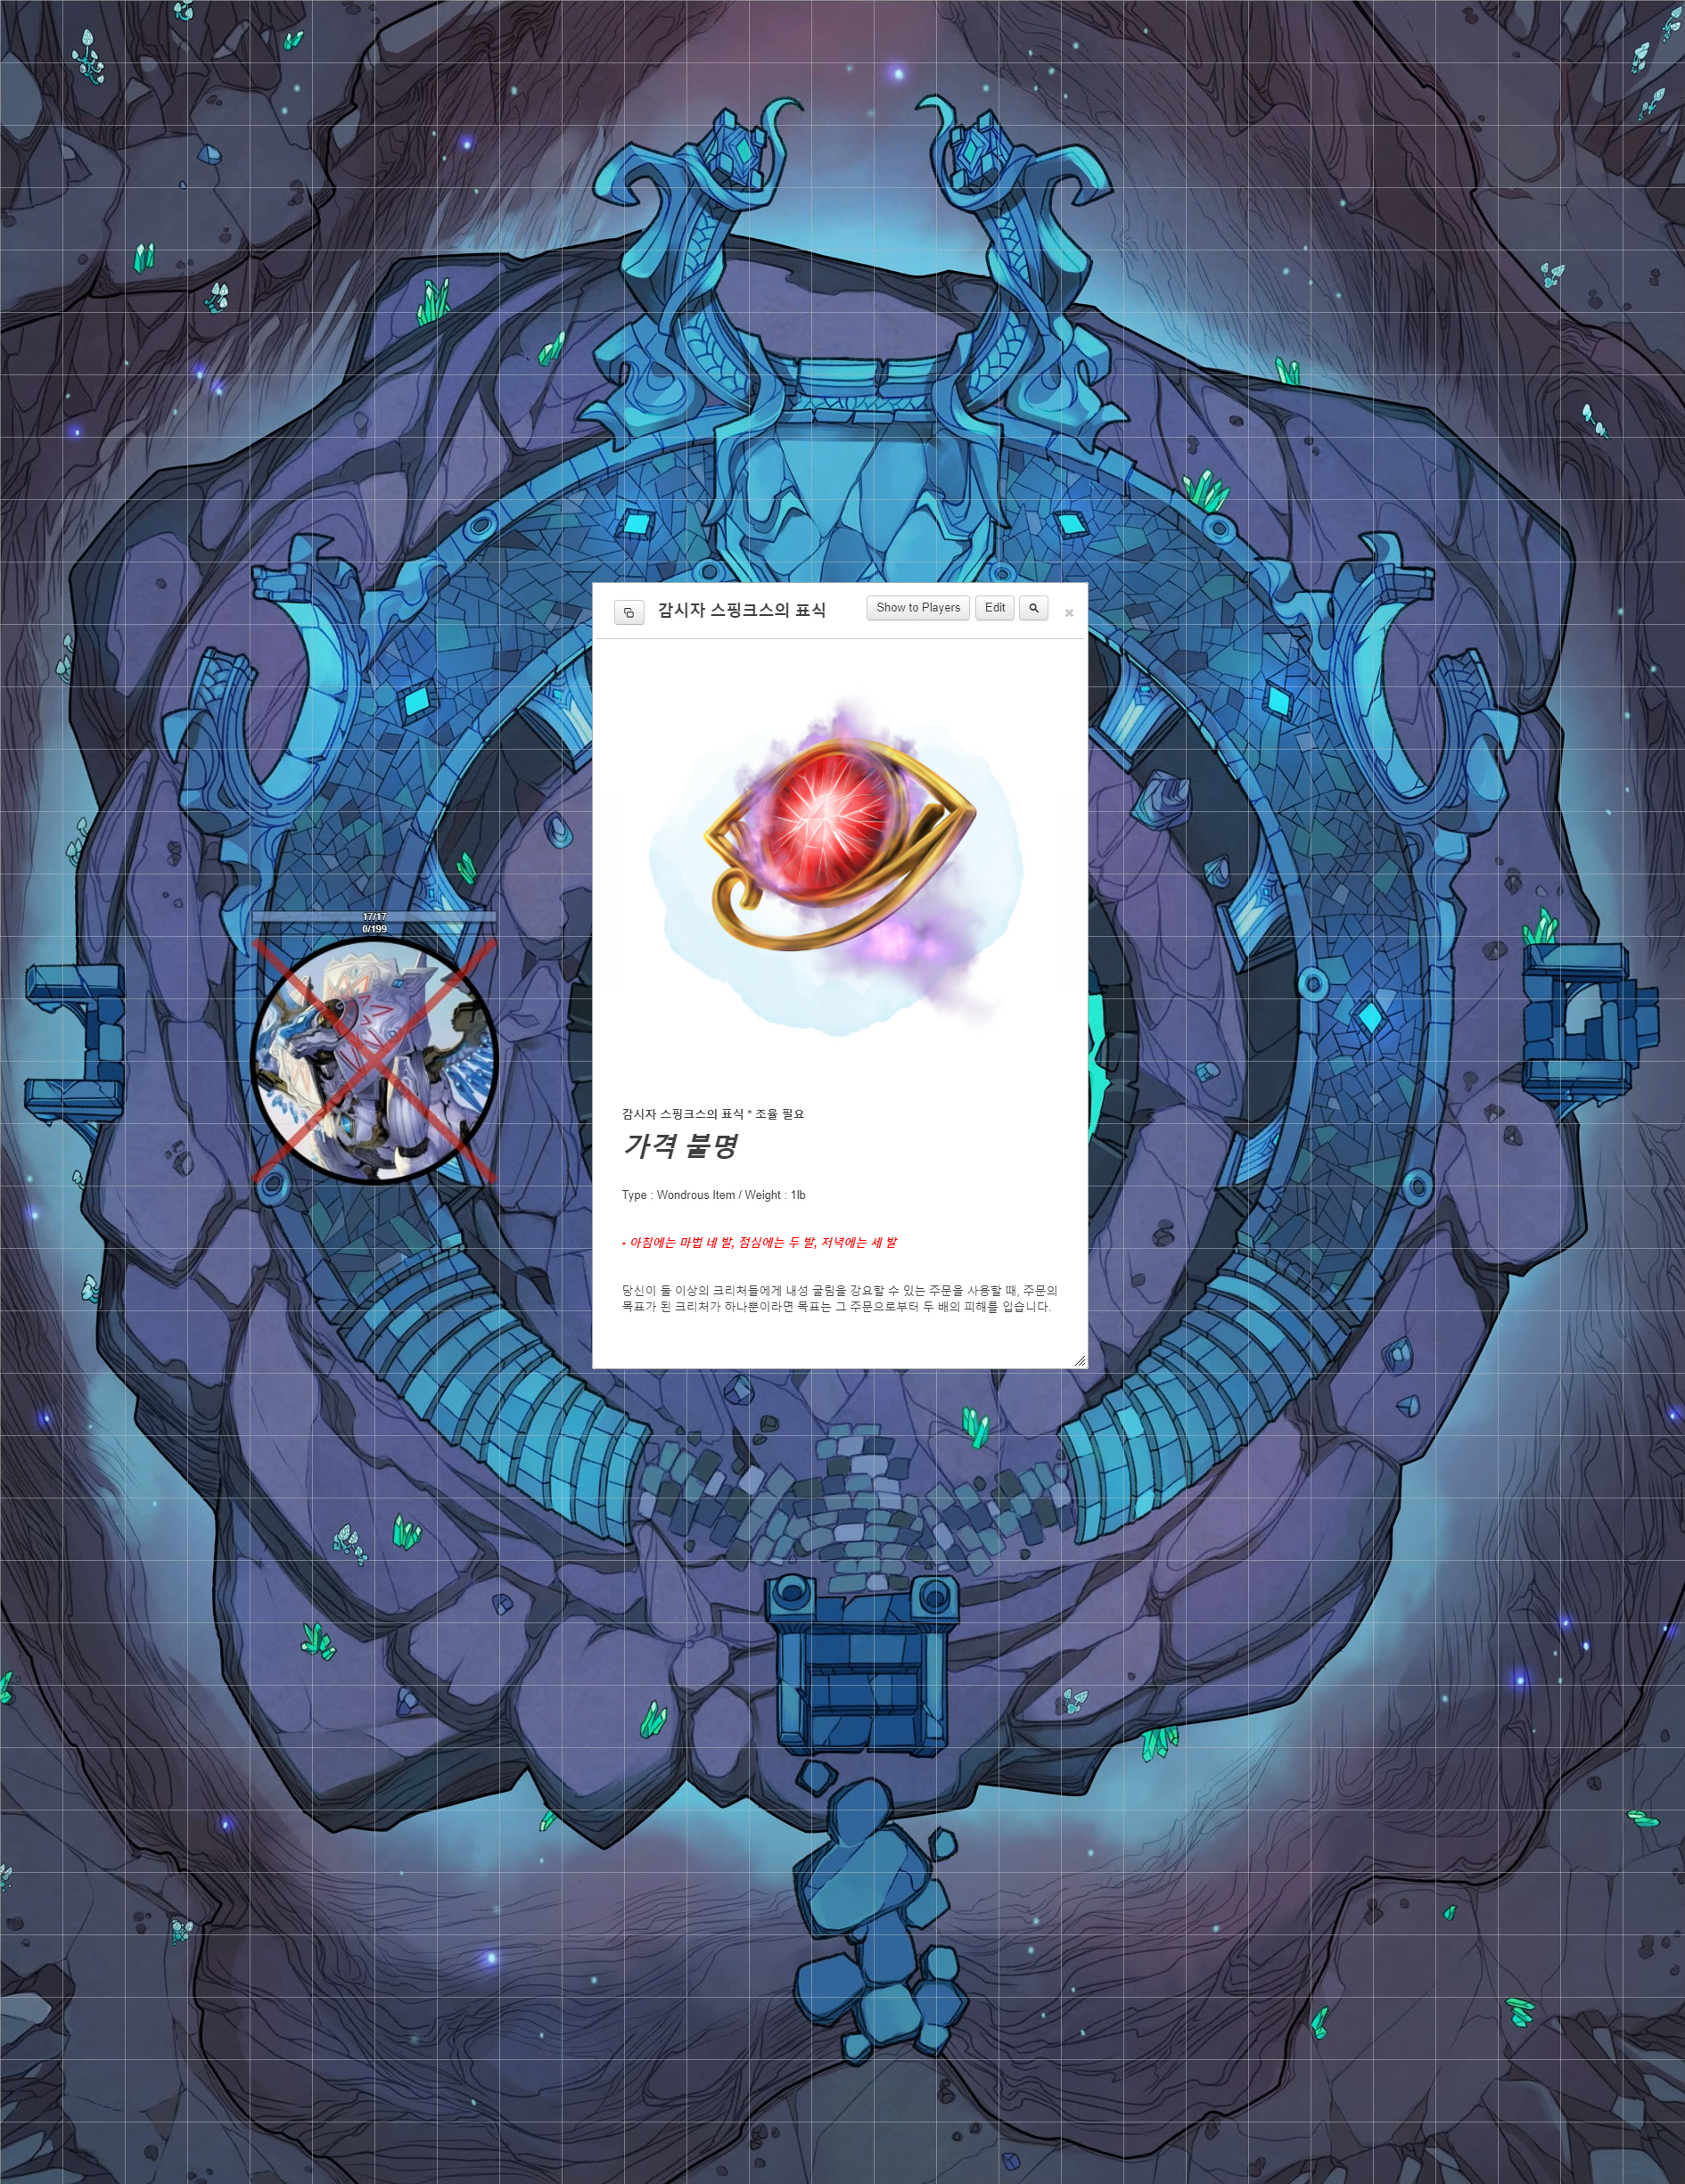 감시자 스핑크스의 표식
Show to Players
Edit
17/17
0/199
감시자 스핑크스의 표식 * 조율 필요
가격 불명
Type : Wondrous Item / Weight : 1lb
- 아침에는 마법 네 발, 점심에는 두 발, 저녁에는 세 발
당신이 둘 이상의 크리처들에게 내성 굴림을 강요할 수 있는 주문을 사용할 때, 주문의
목표가 된 크리처가 하나뿐이라면 목표는 그 주문으로부터 두 배의 피해를 입습니다.